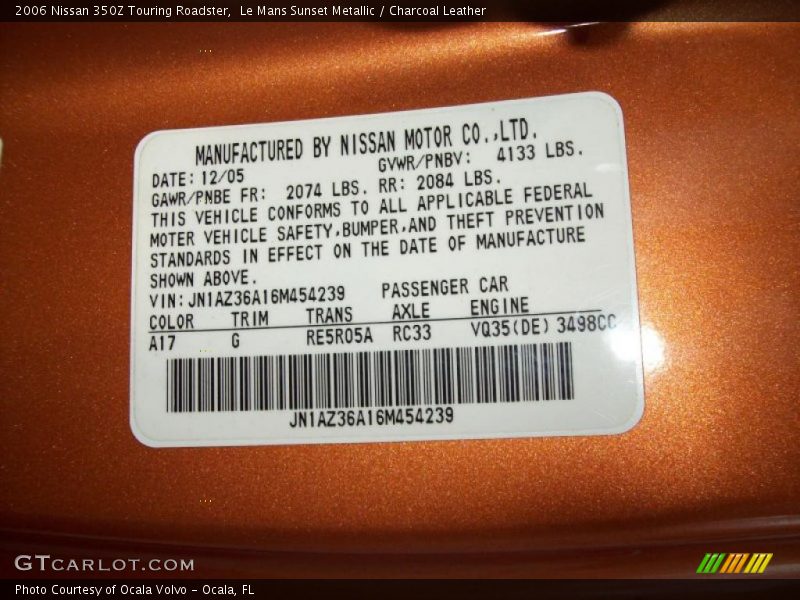 2006 Nissan 350Z Touring Roadster,  Le Mans Sunset Metallic / Charcoal Leather
MANUFACTURED BY NISSAN MOTOR CO.,LTD.
DATE: 12/05 GVWR/PNBV: 4133 LBS.
GAWR/PNBE FR: 2074 LBS. RR: 2084 LBS.
THIS VEHICLE CONFORMS TO ALL APPLICABLE FEDERAL
MOTER VEHICLE SAFETY,BUMPER,AND THEFT PREVENTION
STANDARDS IN EFFECT ON THE DATE OF MANUFACTURE
SHOWN ABOVE.
VIN: JN1AZ36A16M454239 PASSENGER CAR
COLOR TRIM TRANS AXLE ENGINE
A17 G RE5R05A RC33 VQ35(DE) 3498CC
JN1AZ36A16M454239
GTCARLOT.COM
Photo Courtesy of Ocala Volvo - Ocala, FL